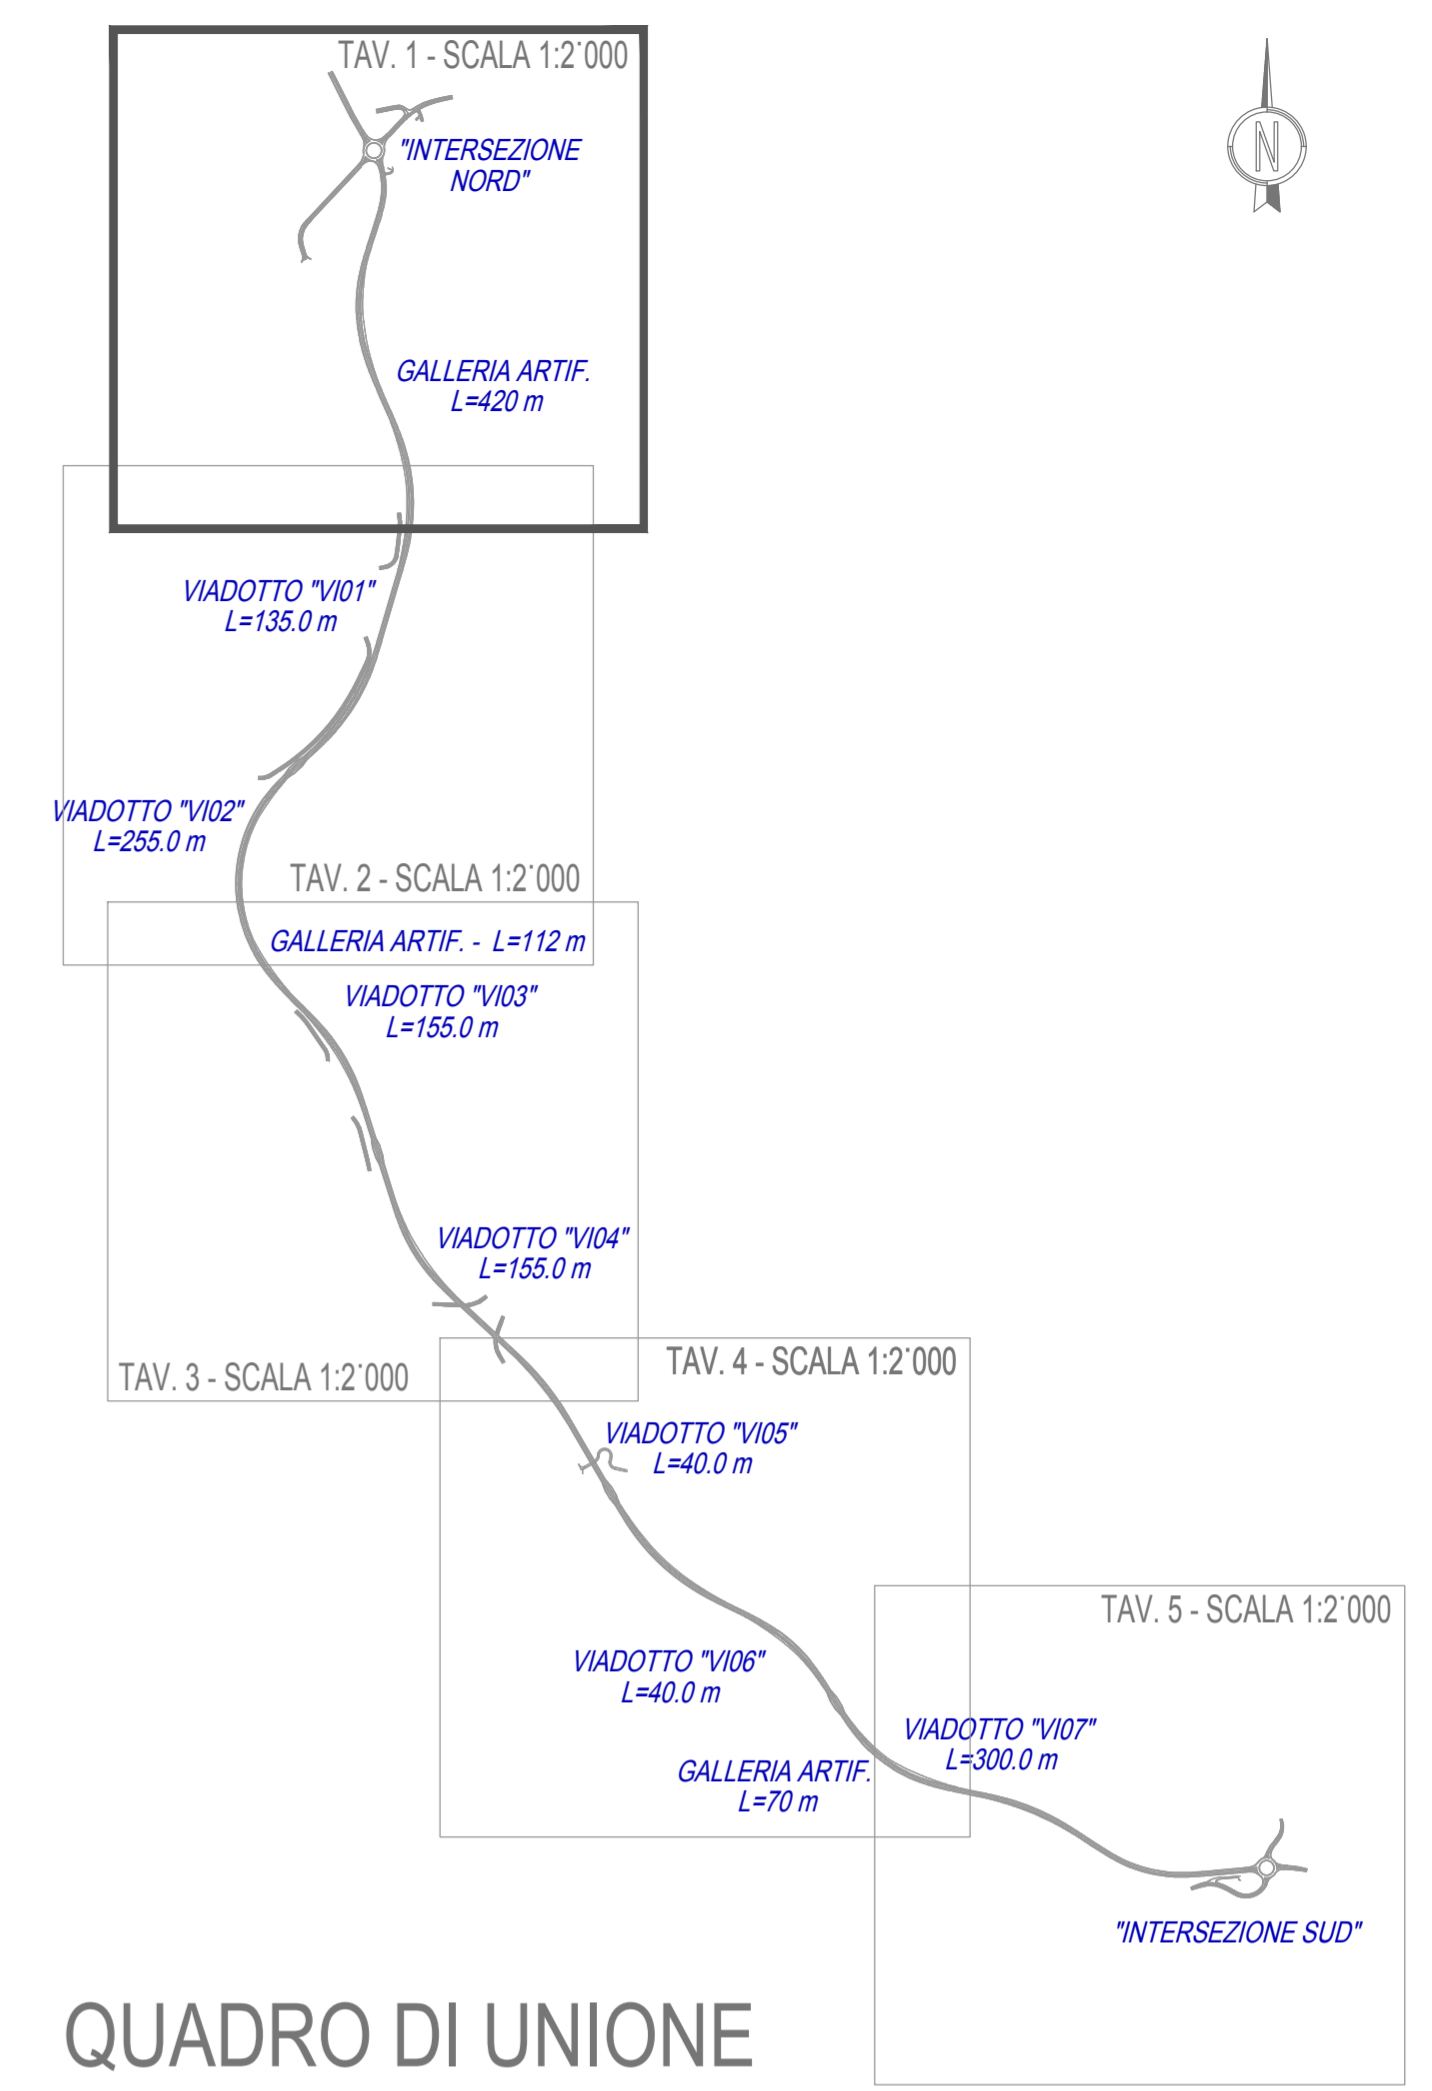 TAV. 1 - SCALA 1:2˙000
N
"INTERSEZIONE
NORD"
GALLERIA ARTIF.
L=420 m
VIADOTTO "VI01"
L=135.0 m
VIADOTTO "VI02"
L=255.0 m
TAV. 2 - SCALA 1:2˙000
GALLERIA ARTIF. - L=112 m
VIADOTTO "VI03"
L=155.0 m
VIADOTTO "VI04"
L=155.0 m
TAV. 3 - SCALA 1:2˙000
TAV. 4 - SCALA 1:2˙000
VIADOTTO "VI05"
L=40.0 m
TAV. 5 - SCALA 1:2˙000
VIADOTTO "VI06"
L=40.0 m
VIADOTTO "VI07"
L=300.0 m
GALLERIA ARTIF.
L=70 m
"INTERSEZIONE SUD"
QUADRO DI UNIONE